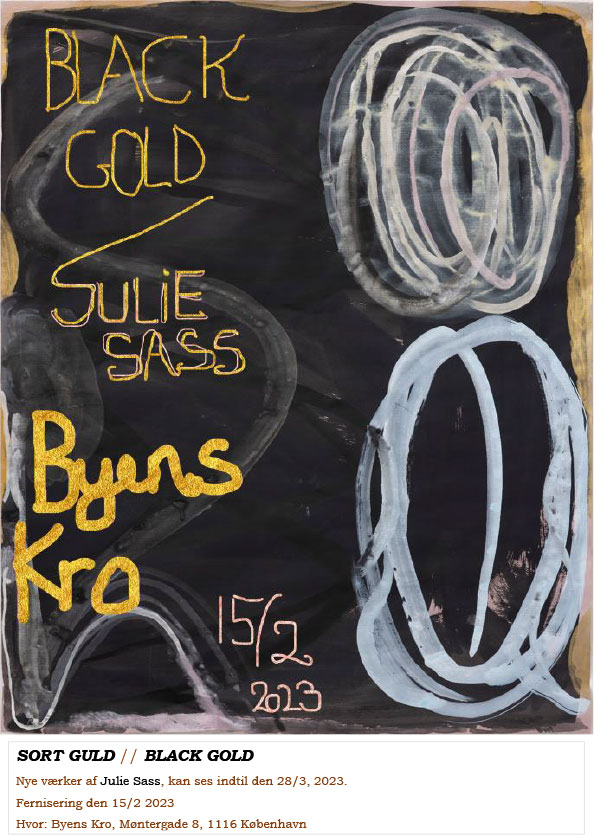 BLACK
GOLD
/
JULIE
SASS
Byens
Kro
15/2
2023
SORT GULD // BLACK GOLD
Nye værker af Julie Sass, kan ses indtil den 28/3, 2023.
Fernisering den 15/2 2023
Hvor: Byens Kro, Møntergade 8, 1116 København